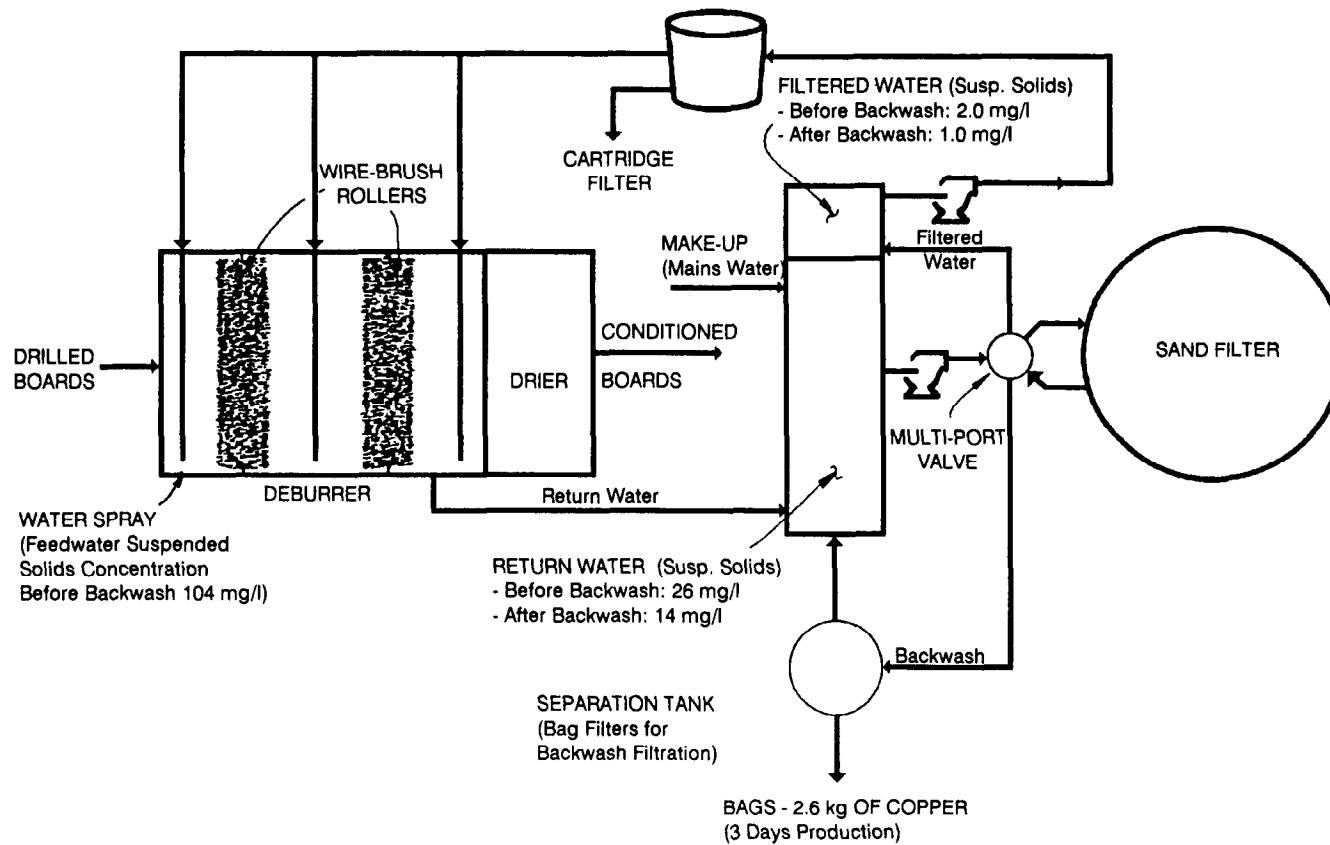 FILTERED WATER (Susp. Solids)
- Before Backwash: 2.0 mg/l
- After Backwash: 1.0 mg/l
CARTRIDGE
FILTER
WIRE-BRUSH
ROLLERS
MAKE-UP
(Mains Water)
Filtered
Water
DRILLED
BOARDS
DRIER
CONDITIONED
BOARDS
SAND FILTER
MULTI-PORT
VALVE
DEBURRER
Return Water
WATER SPRAY
(Feedwater Suspended
Solids Concentration
Before Backwash 104 mg/l)
RETURN WATER (Susp. Solids)
- Before Backwash: 26 mg/l
- After Backwash: 14 mg/l
Backwash
SEPARATION TANK
(Bag Filters for
Backwash Filtration)
BAGS - 2.6 kg OF COPPER
(3 Days Production)